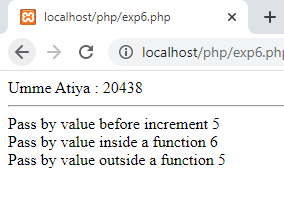 localhost/php/exp6.php
localhost/php/exp6.php
Umme Atiya : 20438
Pass by value before increment 5
Pass by value inside a function 6
Pass by value outside a function 5